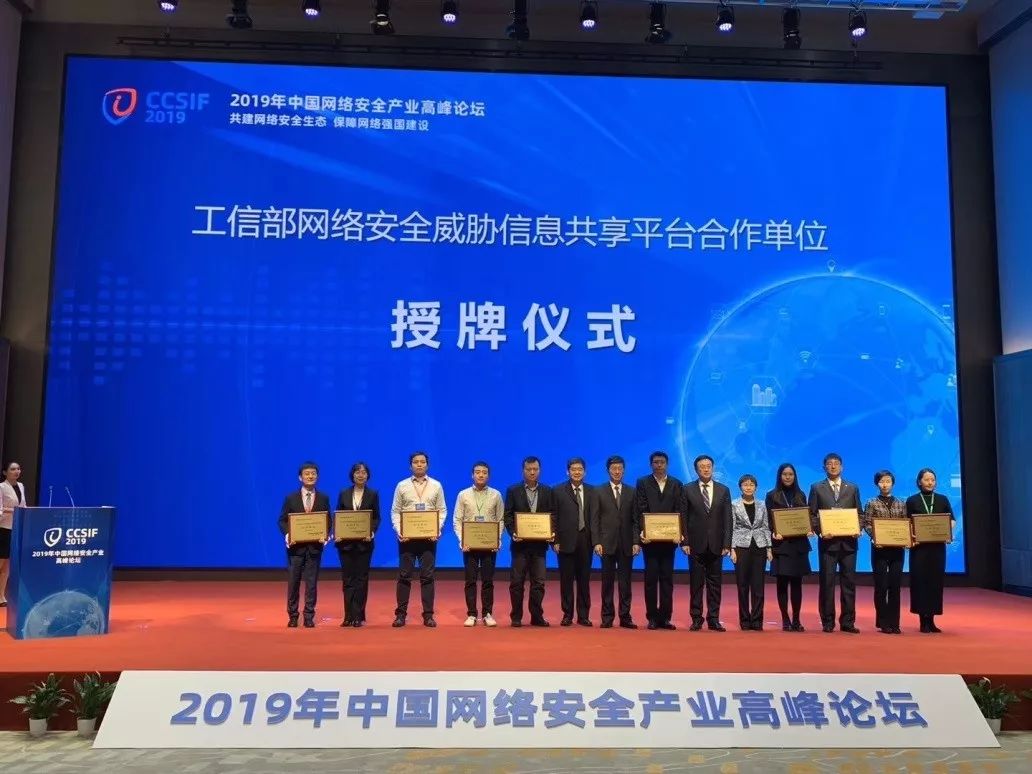 CCSIF
2019
2019年中国网络安全产业高峰论坛
共建网络安全生态 保障网络强国建设
工信部网络安全威胁信息共享平台合作单位
授牌仪式
CCSIF
2019
2019年中国网络安全产业
高峰论坛
2019年中国网络安全产业高峰论坛